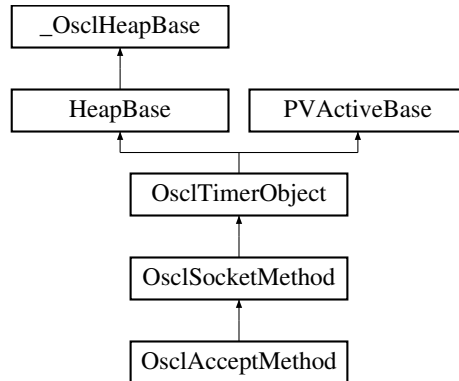 _OsclHeapBase
HeapBase
PVActiveBase
OsclTimerObject
OsclSocketMethod
OsclAcceptMethod